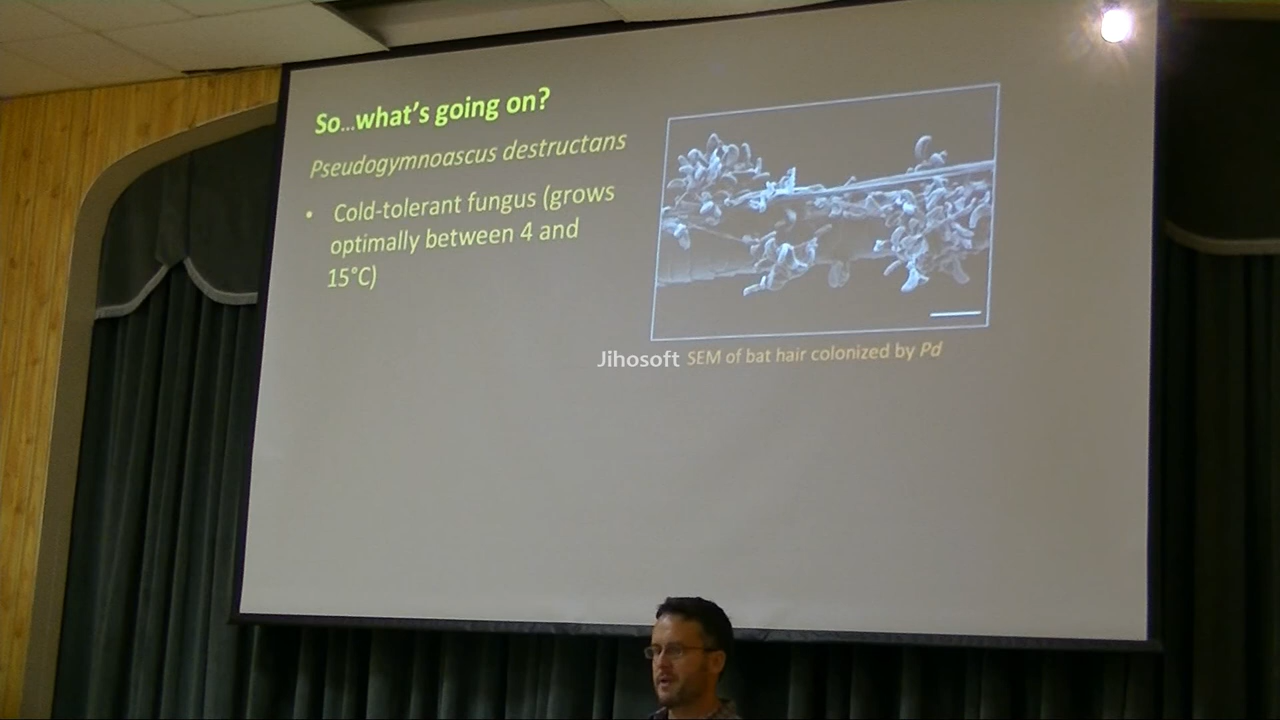 So...what's going on?
Pseudogymnoascus destructans
• Cold-tolerant fungus (grows
optimally between 4 and
15°C)
Jihosoft
SEM of bat hair colonized by Pd